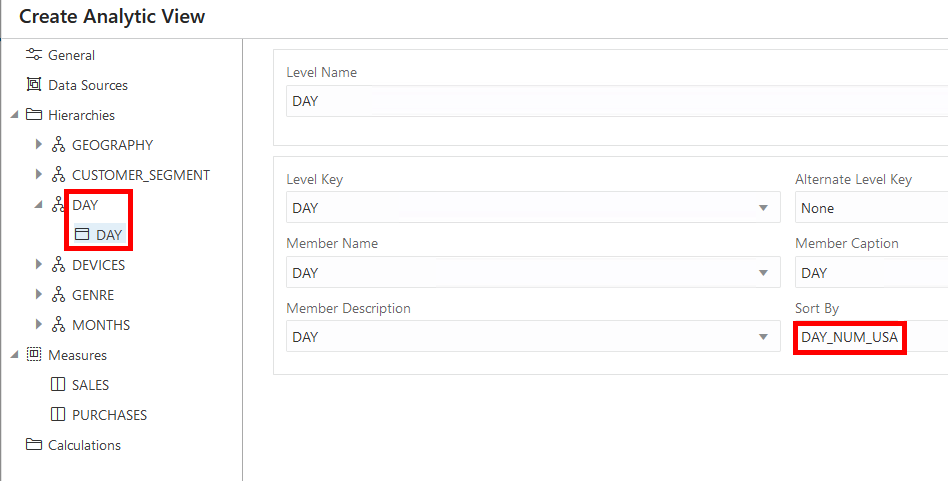 Create Analytic View
General
Data Sources
Hierarchies
GEOGRAPHY
CUSTOMER_SEGMENT
DAY
DAY
DEVICES
GENRE
MONTHS
Measures
SALES
PURCHASES
Calculations
Level Name
DAY
Level Key
Alternate Level Key
DAY
None
Member Name
Member Caption
DAY
DAY
Member Description
Sort By
DAY
DAY_NUM_USA